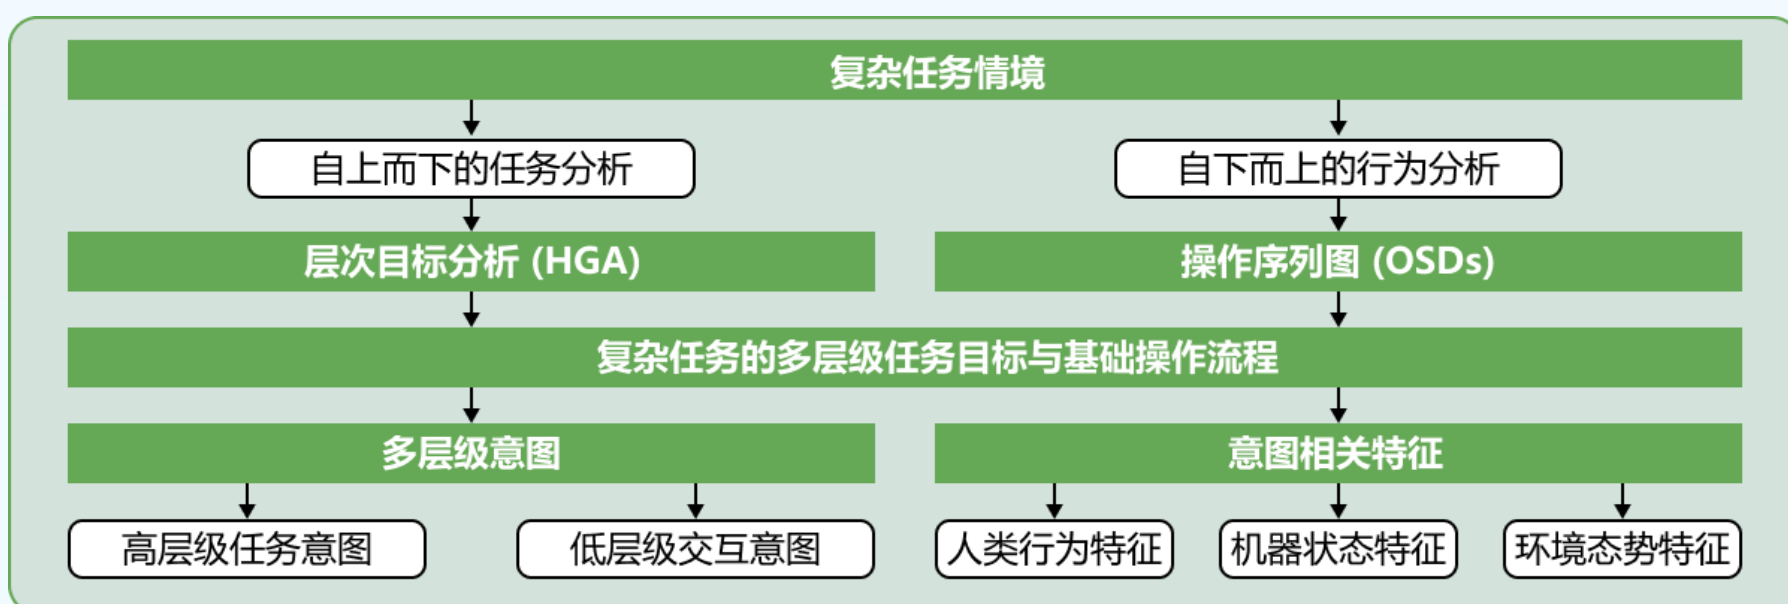 复杂任务情境
自上而下的任务分析
自下而上的行为分析
层次目标分析 (HGA)
操作序列图 (OSDs)
复杂任务的多层级任务目标与基础操作流程
多层级意图
意图相关特征
高层级任务意图
低层级交互意图
人类行为特征
机器状态特征
环境态势特征